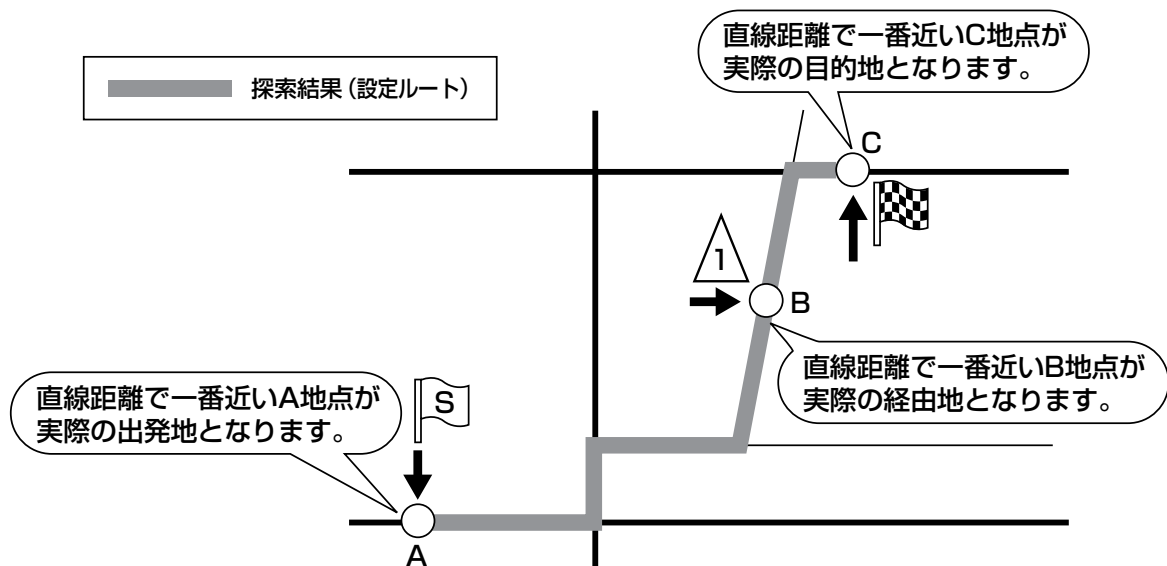 直線距離で一番近いC地点が
実際の目的地となります。
探索結果（設定ルート）
C
1
B
直線距離で一番近いB地点が
実際の経由地となります。
直線距離で一番近いA地点が
実際の出発地となります。
S
A